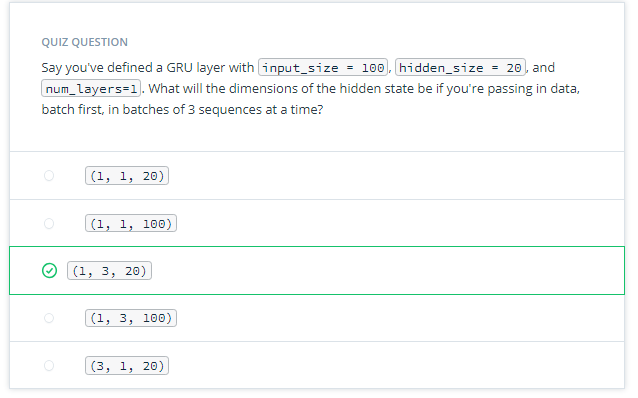 QUIZ QUESTION
Say you've defined a GRU layer with input_size = 100, hidden_size = 20, and
num_layers=1. What will the dimensions of the hidden state be if you're passing in data,
batch first, in batches of 3 sequences at a time?
(1, 1, 20)
(1, 1, 100)
(1, 3, 20)
(1, 3, 100)
(3, 1, 20)